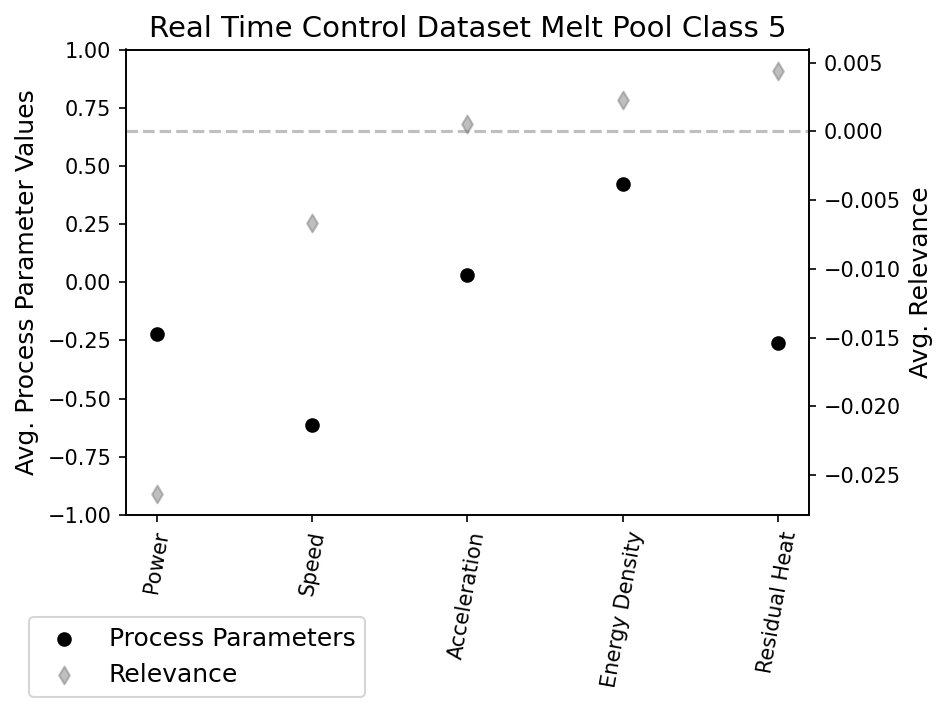 Real Time Control Dataset Melt Pool Class 5
Avg. Process Parameter Values
1.00
0.75
0.50
0.25
0.00
−0.25
−0.50
−0.75
−1.00
0.005
0.000
−0.005
−0.010
−0.015
−0.020
−0.025
Avg. Relevance
Power
Speed
Acceleration
Energy Density
Residual Heat
Process Parameters
Relevance